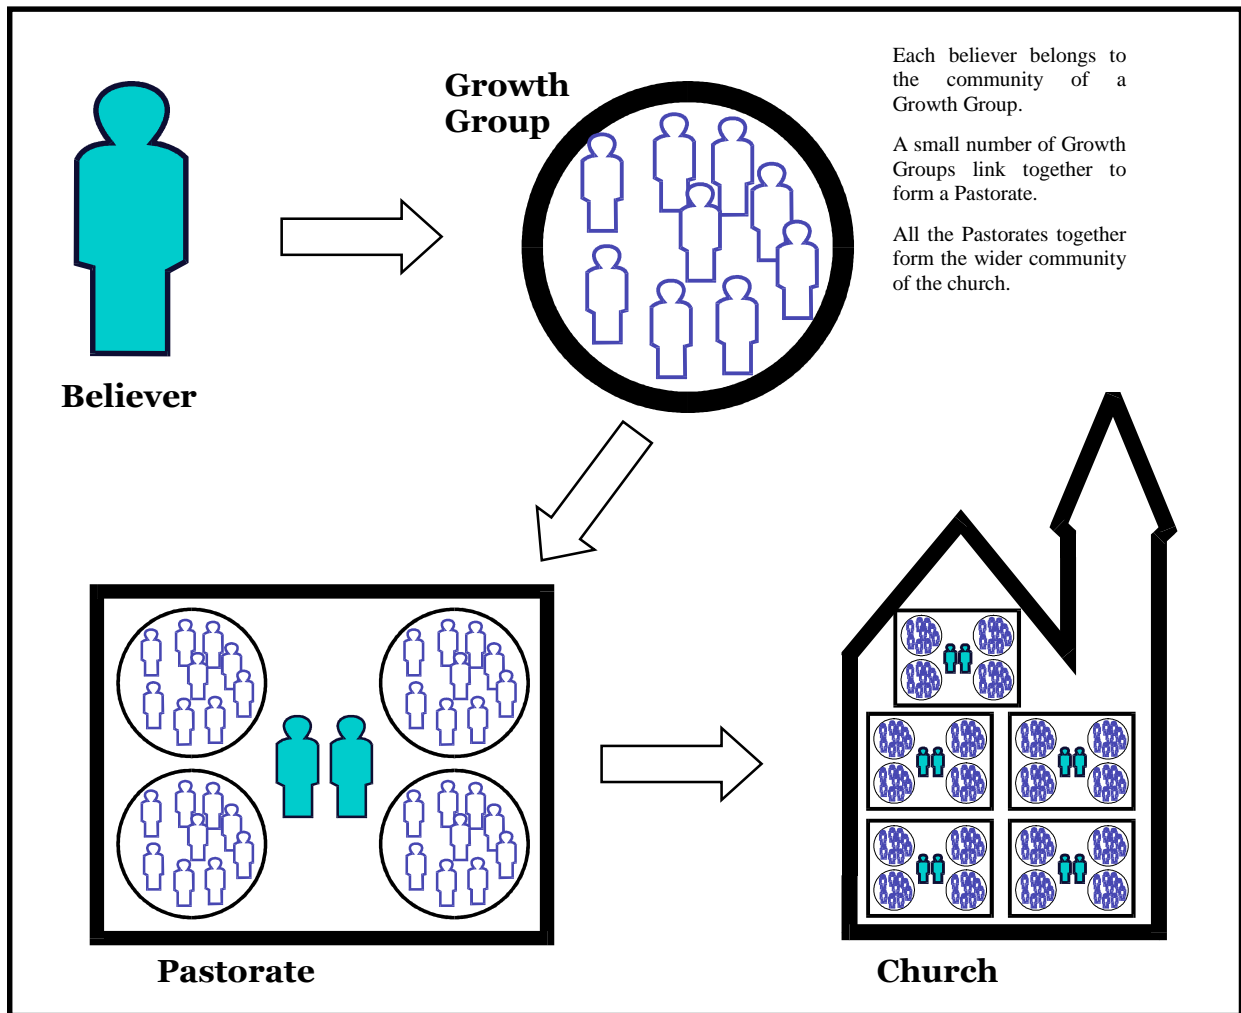 Growth
Group
Each believer belongs to
the community of a
Growth Group.
A small number of Growth
Groups link together to
form a Pastorate.
All the Pastorates together
form the wider community
of the church.
Believer
Pastorate
Church